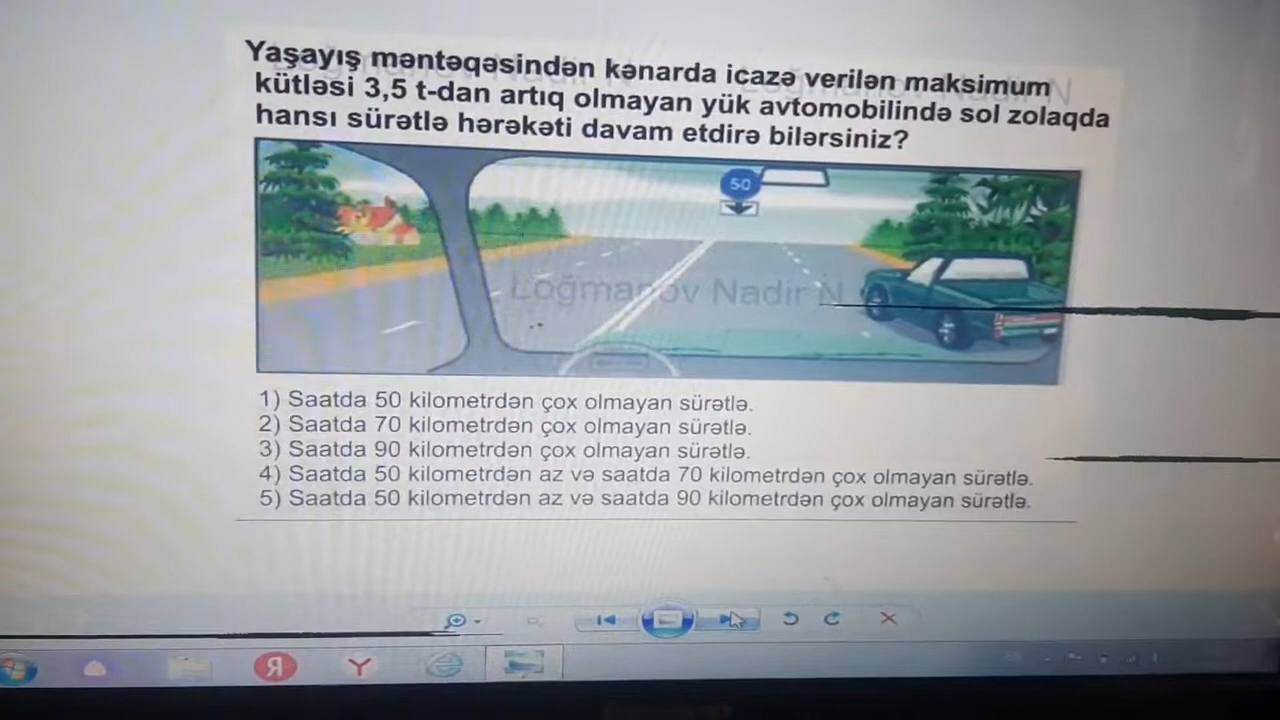 Yaşayış məntəqəsindən kənarda icazə verilən maksimum
kütləsi 3,5 t-dan artıq olmayan yük avtomobilində sol zolaqda
hansı sürətlə hərəkəti davam etdirə bilərsiniz?
50
Loğmanov Nadir N
1) Saatda 50 kilometrdən çox olmayan sürətlə.
2) Saatda 70 kilometrdən çox olmayan sürətlə.
3) Saatda 90 kilometrdən çox olmayan sürətlə.
4) Saatda 50 kilometrdən az və saatda 70 kilometrdən çox olmayan sürətlə.
5) Saatda 50 kilometrdən az və saatda 90 kilometrdən çox olmayan sürətlə.
Я
Y